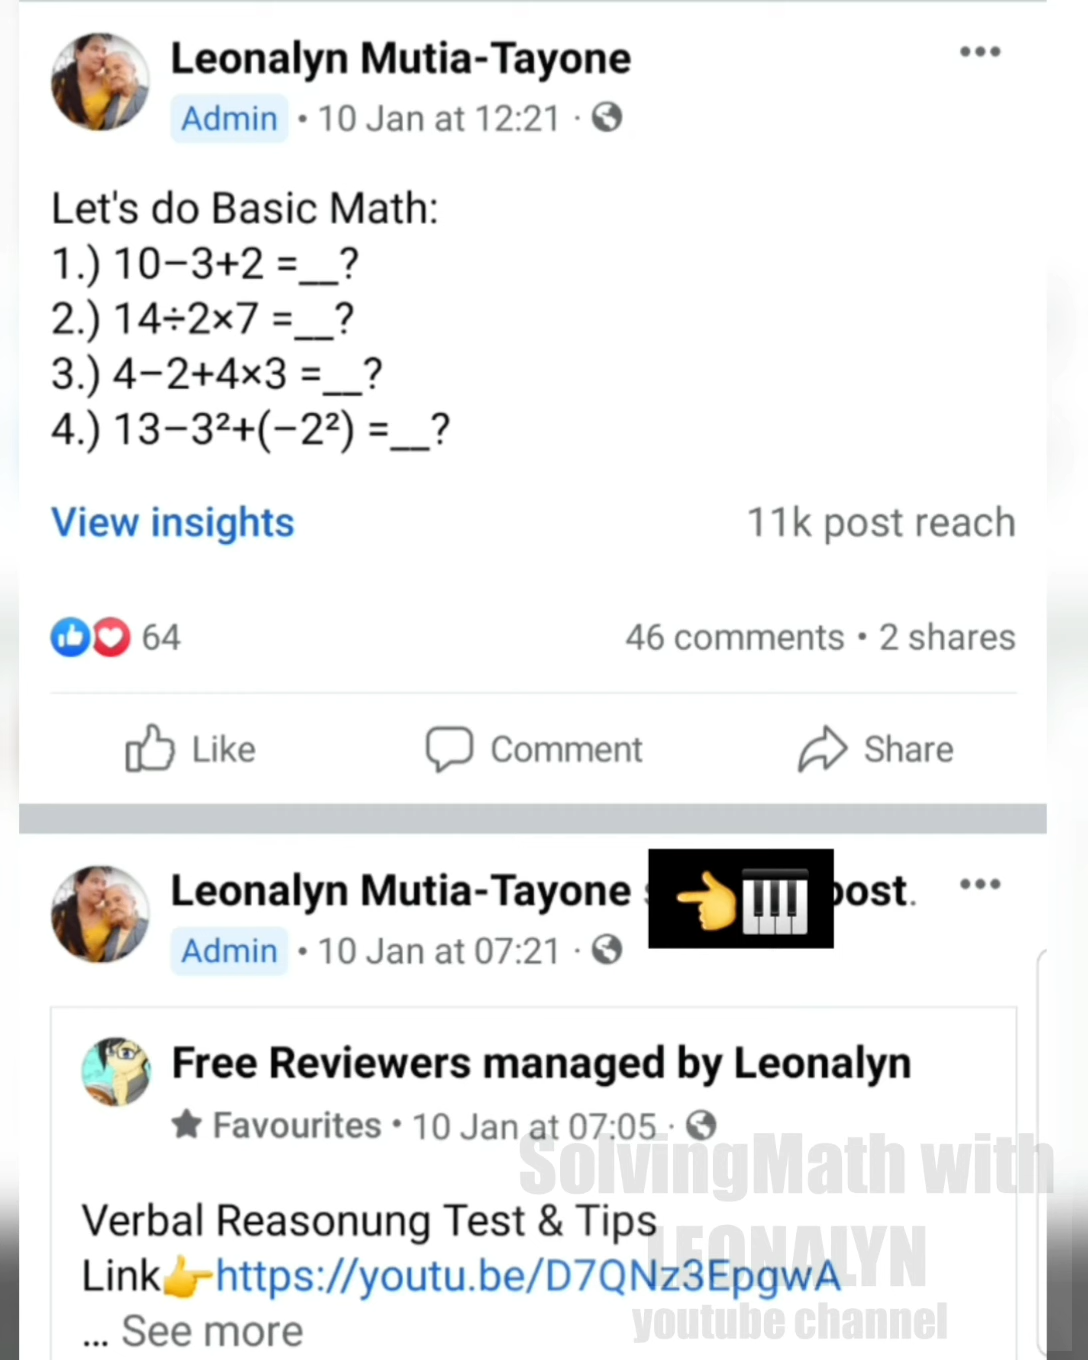 Leonalyn Mutia-Tayone
Admin • 10 Jan at 12:21 ·
Let's do Basic Math:
1.) 10−3+2 =__?
2.) 14÷2×7 =__?
3.) 4−2+4×3 =__?
4.) 13−3²+(−2²) =__?
View insights 11k post reach
64 46 comments • 2 shares
Like Comment Share
Leonalyn Mutia-Tayone
Admin • 10 Jan at 07:21 ·
Free Reviewers managed by Leonalyn
★ Favourites • 10 Jan at 07:05 ·
SolvingMath with
Verbal Reasonung Test & Tips
LEONALYN
Link👉https://youtu.be/D7QNz3EpgwA
youtube channel
... See more